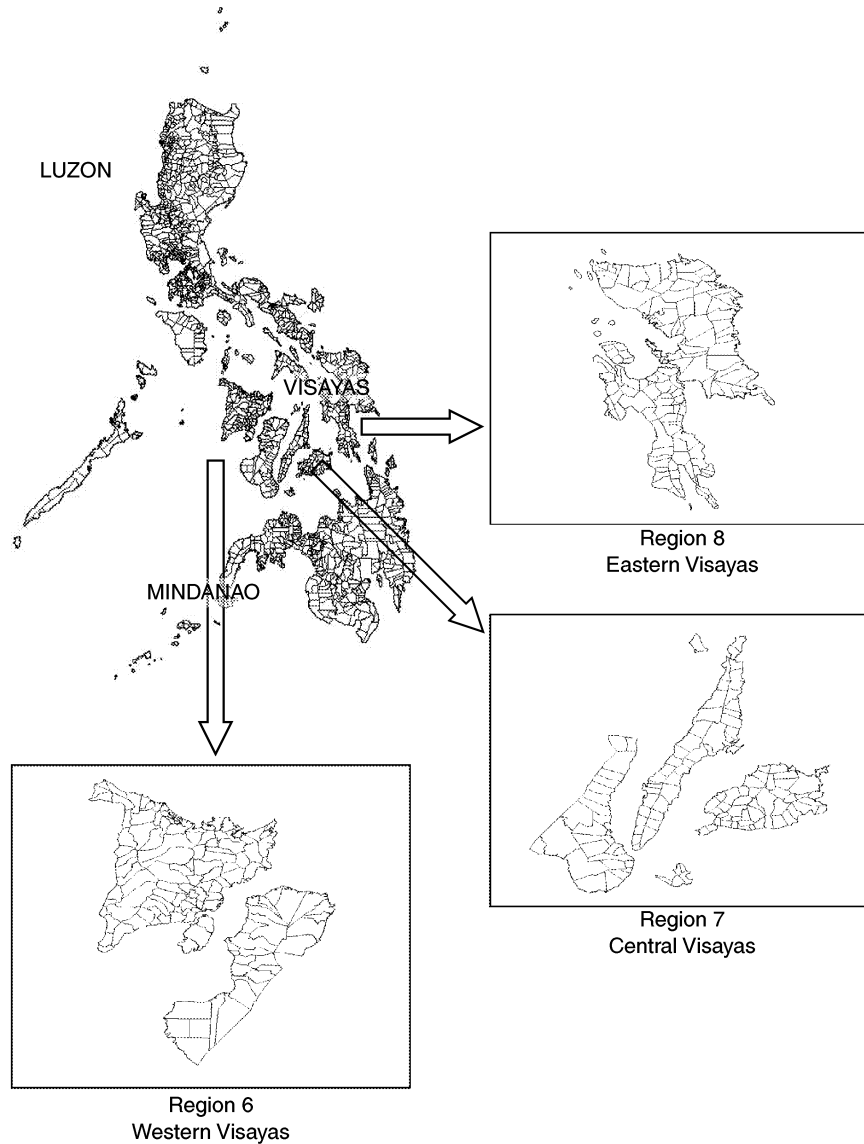 LUZON
VISAYAS
MINDANAO
Region 8
Eastern Visayas
Region 7
Central Visayas
Region 6
Western Visayas